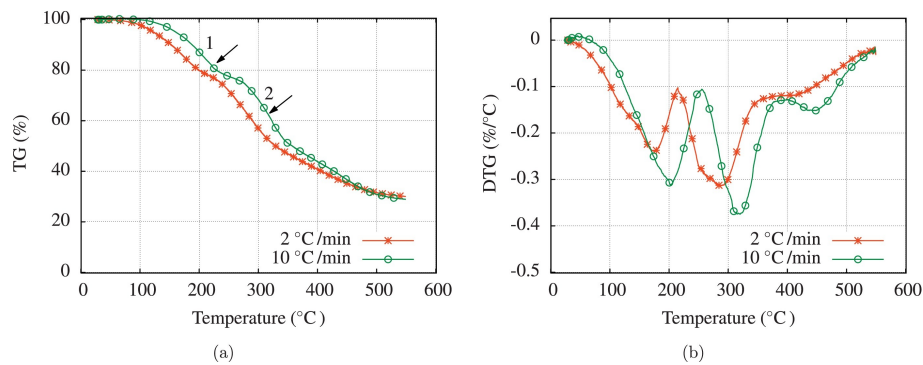 100
80
60
40
20
0
0 100 200 300 400 500 600
TG (%)
Temperature (°C)
1
2
2 °C/min
10 °C/min
(a)
0
-0.1
-0.2
-0.3
-0.4
-0.5
0 100 200 300 400 500 600
DTG (%/°C)
Temperature (°C)
2 °C/min
10 °C/min
(b)